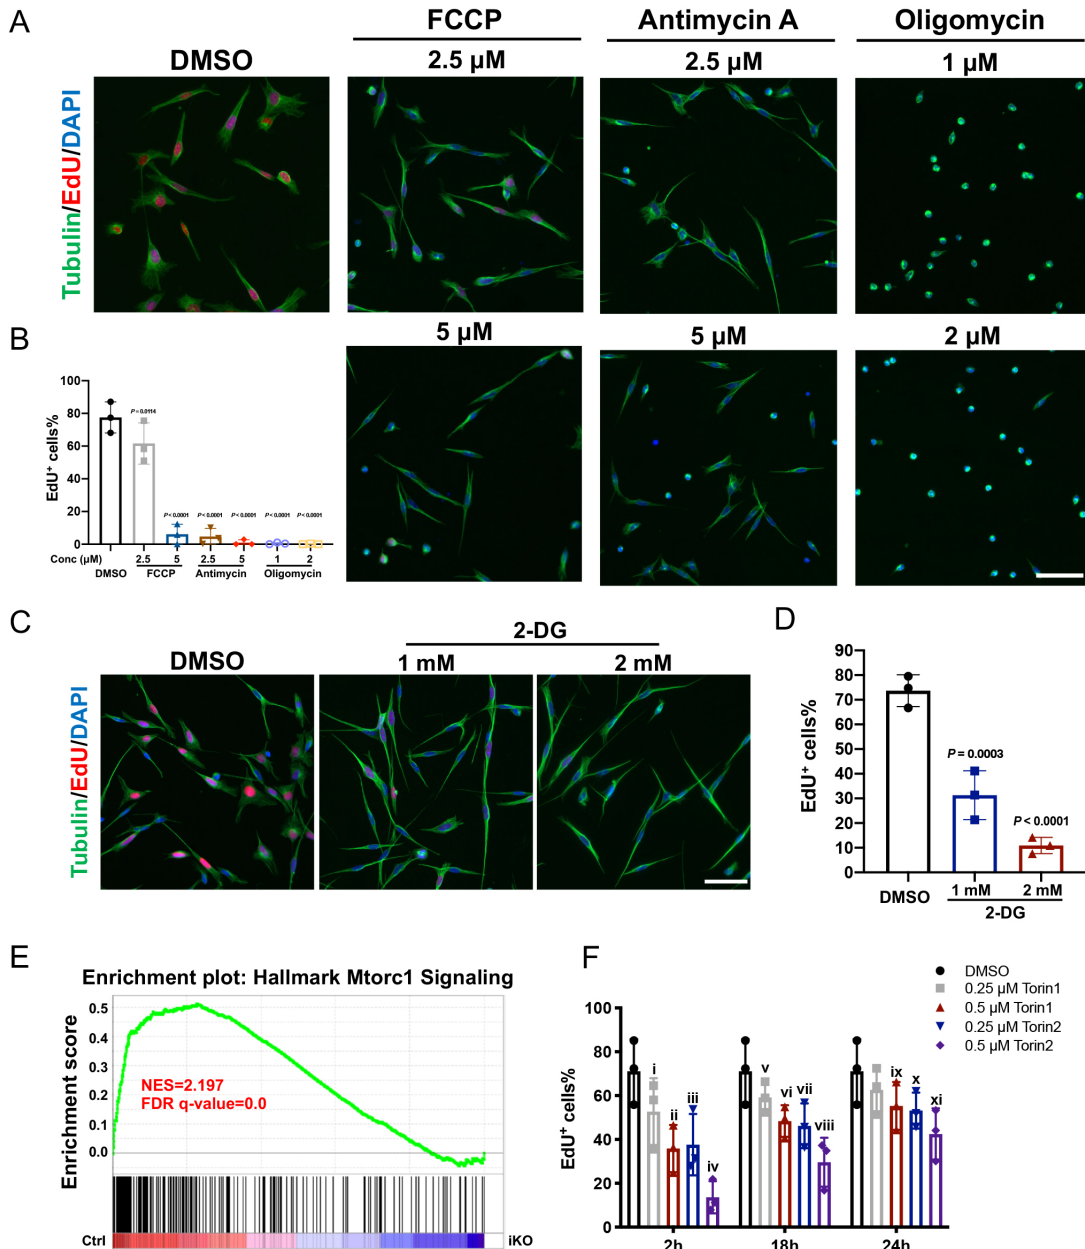 A
FCCP
Antimycin A
Oligomycin
DMSO
2.5 µM
2.5 µM
1 µM
Tubulin/EdU/DAPI
5 µM
5 µM
2 µM
B
EdU⁺ cells%
100
80
60
40
20
0
P = 0.0114
P < 0.0001
P < 0.0001
P < 0.0001
P < 0.0001
P < 0.0001
Conc (µM)
2.5
5
2.5
5
1
2
DMSO
FCCP
Antimycin
Oligomycin
C
2-DG
DMSO
1 mM
2 mM
Tubulin/EdU/DAPI
D
EdU⁺ cells%
90
80
70
60
50
40
30
20
10
0
P = 0.0003
P < 0.0001
DMSO
1 mM
2 mM
2-DG
E
Enrichment plot: Hallmark Mtorc1 Signaling
Enrichment score
0.5
0.4
0.3
0.2
0.1
0.0
NES=2.197
FDR q-value=0.0
Ctrl
iKO
F
DMSO
0.25 µM Torin1
0.5 µM Torin1
0.25 µM Torin2
0.5 µM Torin2
EdU⁺ cells%
100
80
60
40
20
0
i
ii
iii
iv
v
vi
vii
viii
ix
x
xi
2h
18h
24h